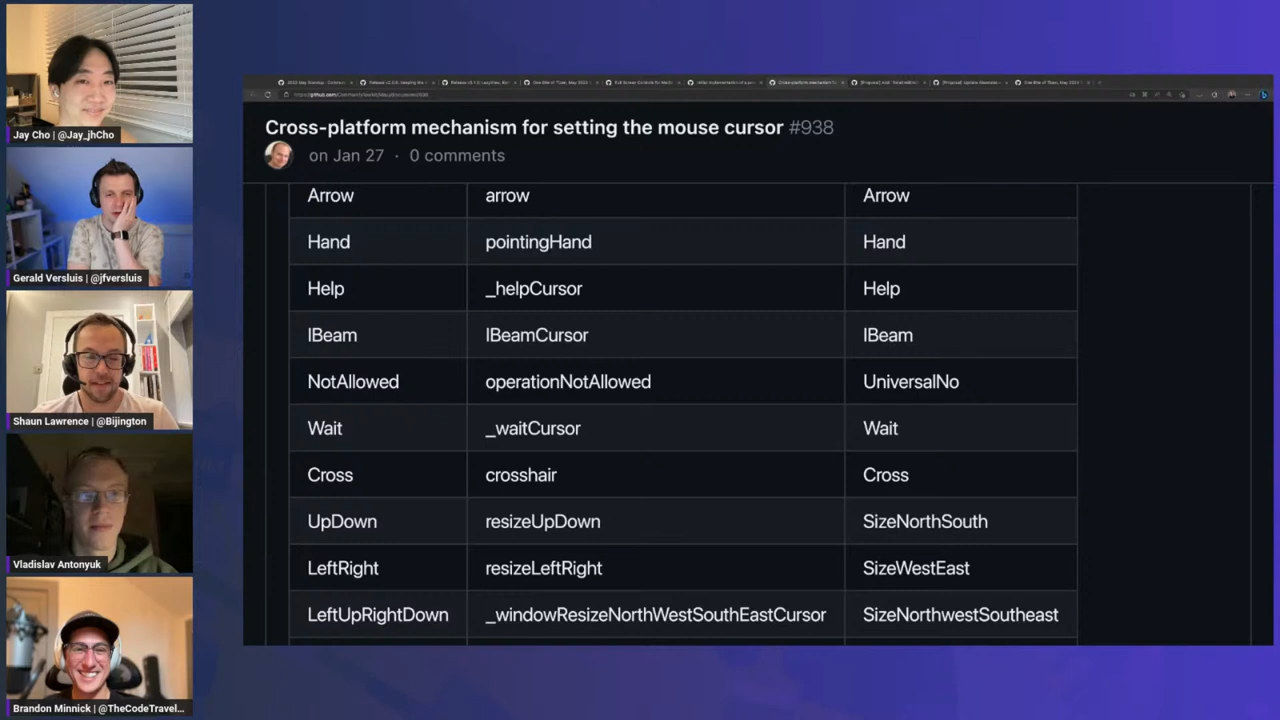 Jay Cho | @Jay_jhCho
Gerald Versluis | @jfversluis
Shaun Lawrence | @Bijington
Vladislav Antonyuk
Brandon Minnick | @TheCodeTravel...
Cross-platform mechanism for setting the mouse cursor #938
on Jan 27 · 0 comments
Arrow arrow Arrow
Hand pointingHand Hand
Help _helpCursor Help
IBeam IBeamCursor IBeam
NotAllowed operationNotAllowed UniversalNo
Wait _waitCursor Wait
Cross crosshair Cross
UpDown resizeUpDown SizeNorthSouth
LeftRight resizeLeftRight SizeWestEast
LeftUpRightDown _windowResizeNorthWestSouthEastCursor SizeNorthwestSoutheast